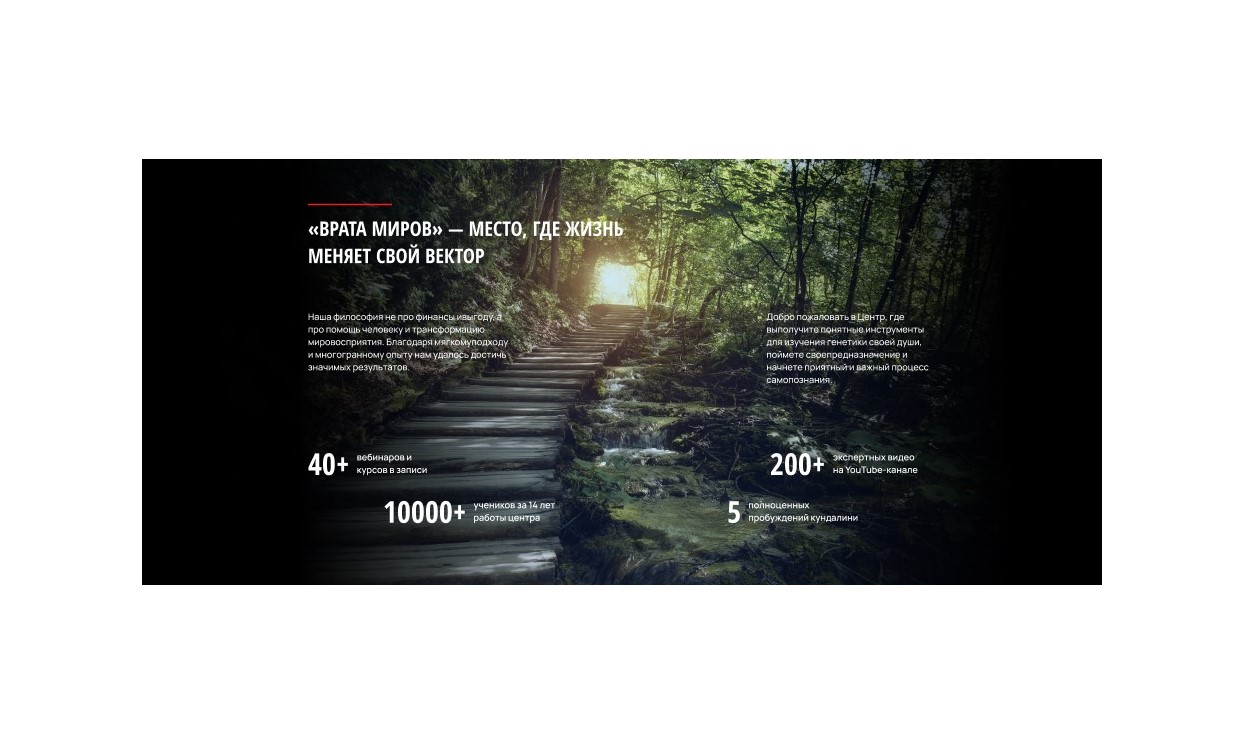 «ВРАТА МИРОВ» — МЕСТО, ГДЕ ЖИЗНЬ
МЕНЯЕТ СВОЙ ВЕКТОР
Наша философия не про финансы ивыгоду, а
про помощь человеку и трансформацию
мировосприятия. Благодаря мягкомуподходу
и многогранному опыту нам удалось достичь
значимых результатов.
Добро пожаловать в Центр, где
выполучите понятные инструменты
для изучения генетики своей души,
поймете своепредназначение и
начнете приятныйи важный процесс
самопознания.
40+ вебинаров и
курсов в записи
200+ экспертных видео
на YouTube-канале
10000+ учеников за 14 лет
работы центра
5 полноценных
пробуждений кундалини